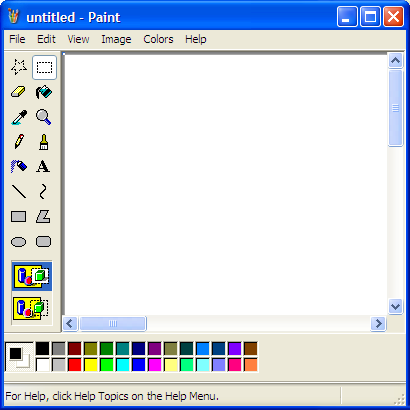 untitled - Paint
File Edit View Image Colors Help
A
For Help, click Help Topics on the Help Menu.